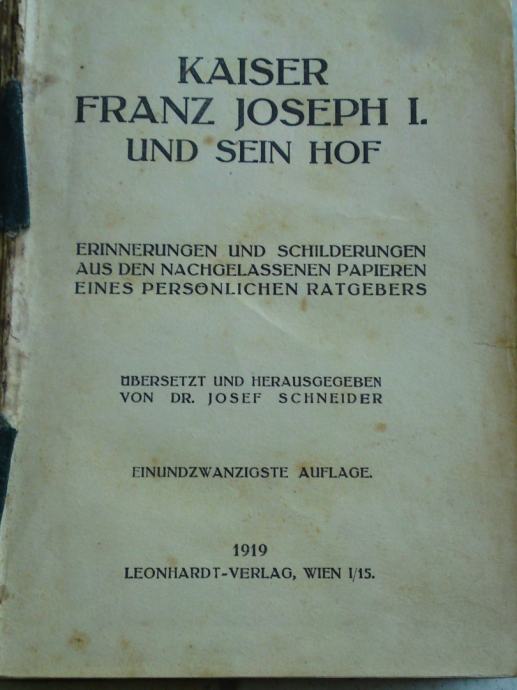 KAISER
FRANZ JOSEPH I.
UND SEIN HOF
ERINNERUNGEN UND SCHILDERUNGEN
AUS DEN NACHGELASSENEN PAPIEREN
EINES PERSÖNLICHEN RATGEBERS
ÜBERSETZT UND HERAUSGEGEBEN
VON DR. JOSEF SCHNEIDER
EINUNDZWANZIGSTE AUFLAGE.
1919
LEONHARDT-VERLAG, WIEN I/15.